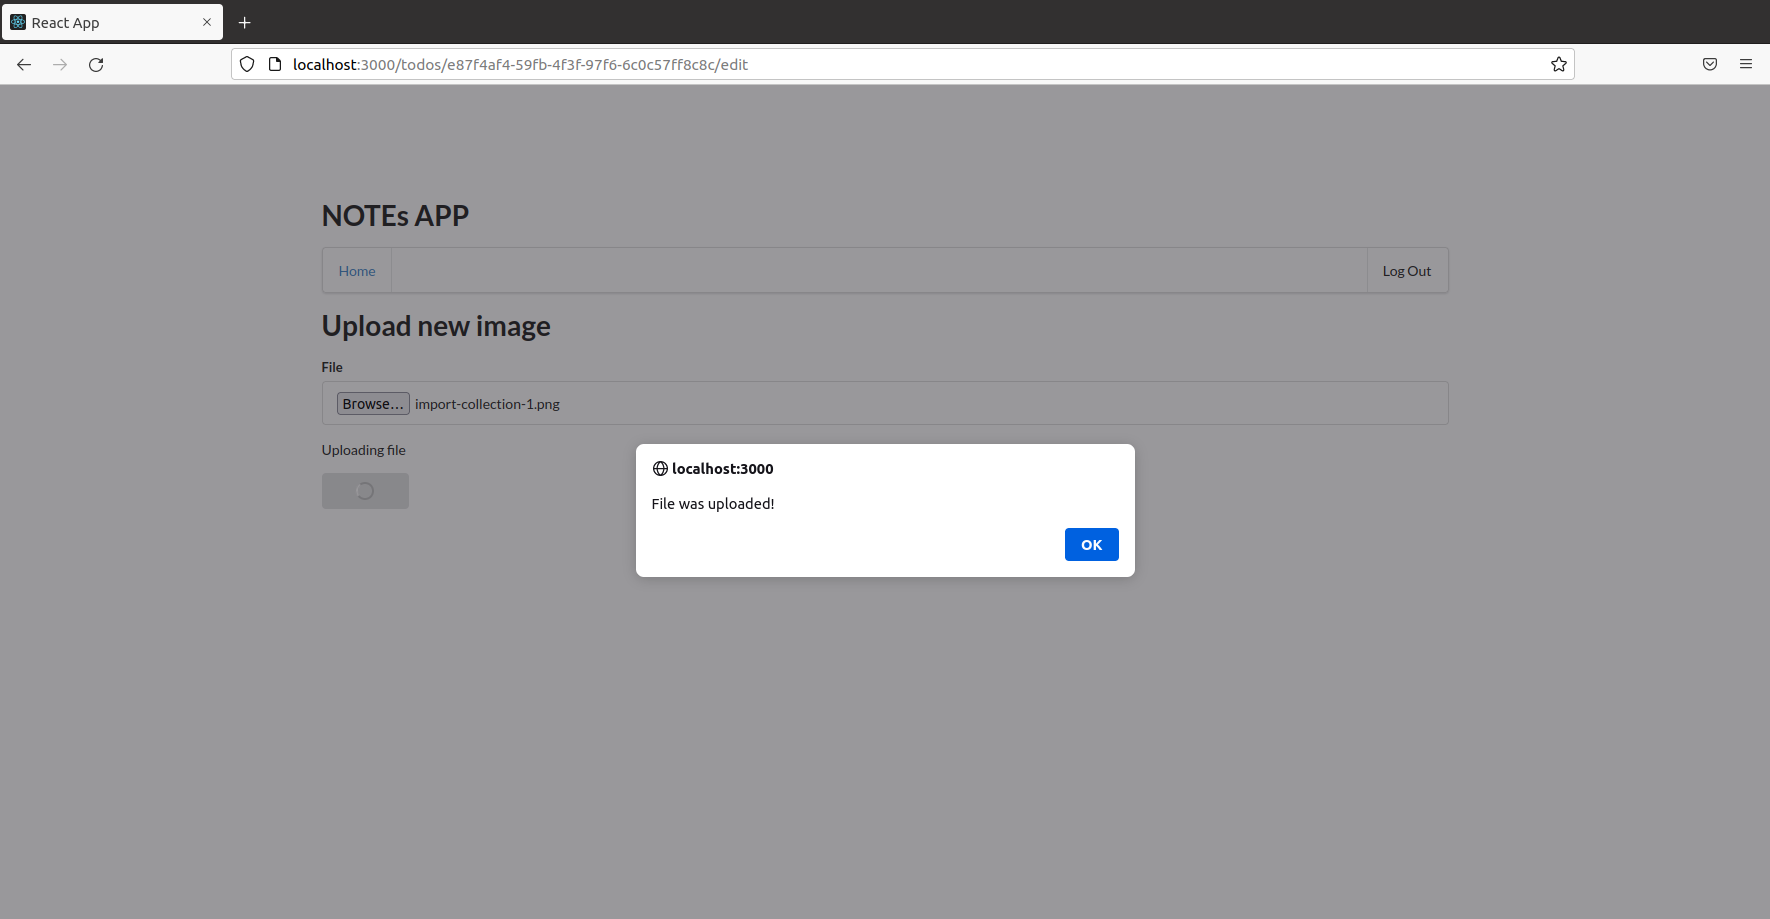 React App
localhost:3000/todos/e87f4af4-59fb-4f3f-97f6-6c0c57ff8c8c/edit
NOTEs APP
Home
Log Out
Upload new image
File
Browse... import-collection-1.png
Uploading file
localhost:3000
File was uploaded!
OK